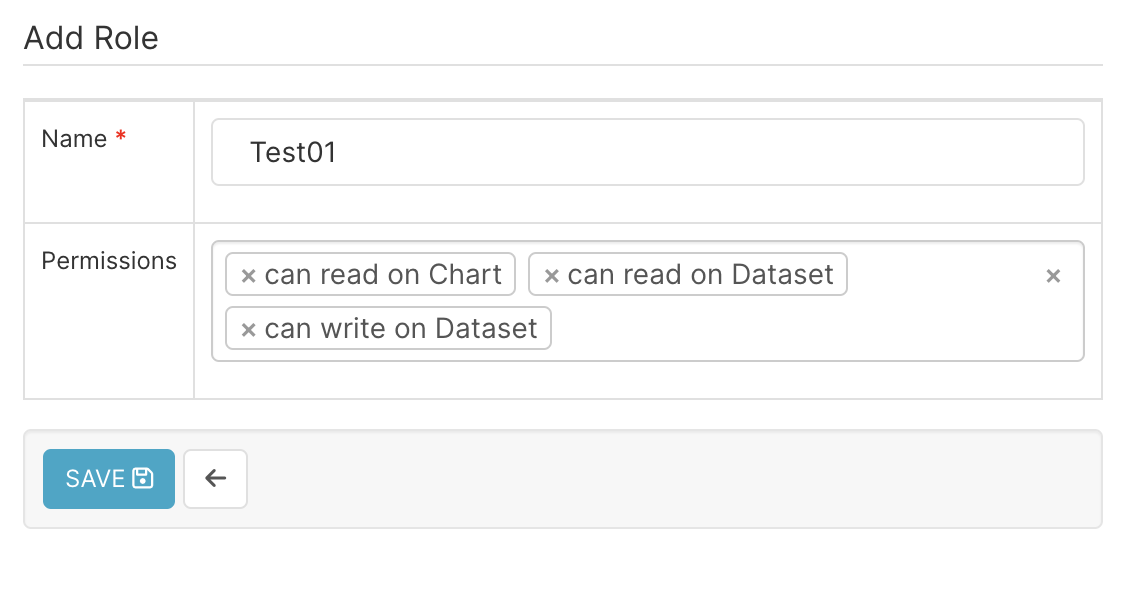 Add Role
Name *
Test01
Permissions
× can read on Chart × can read on Dataset ×
× can write on Dataset
SAVE